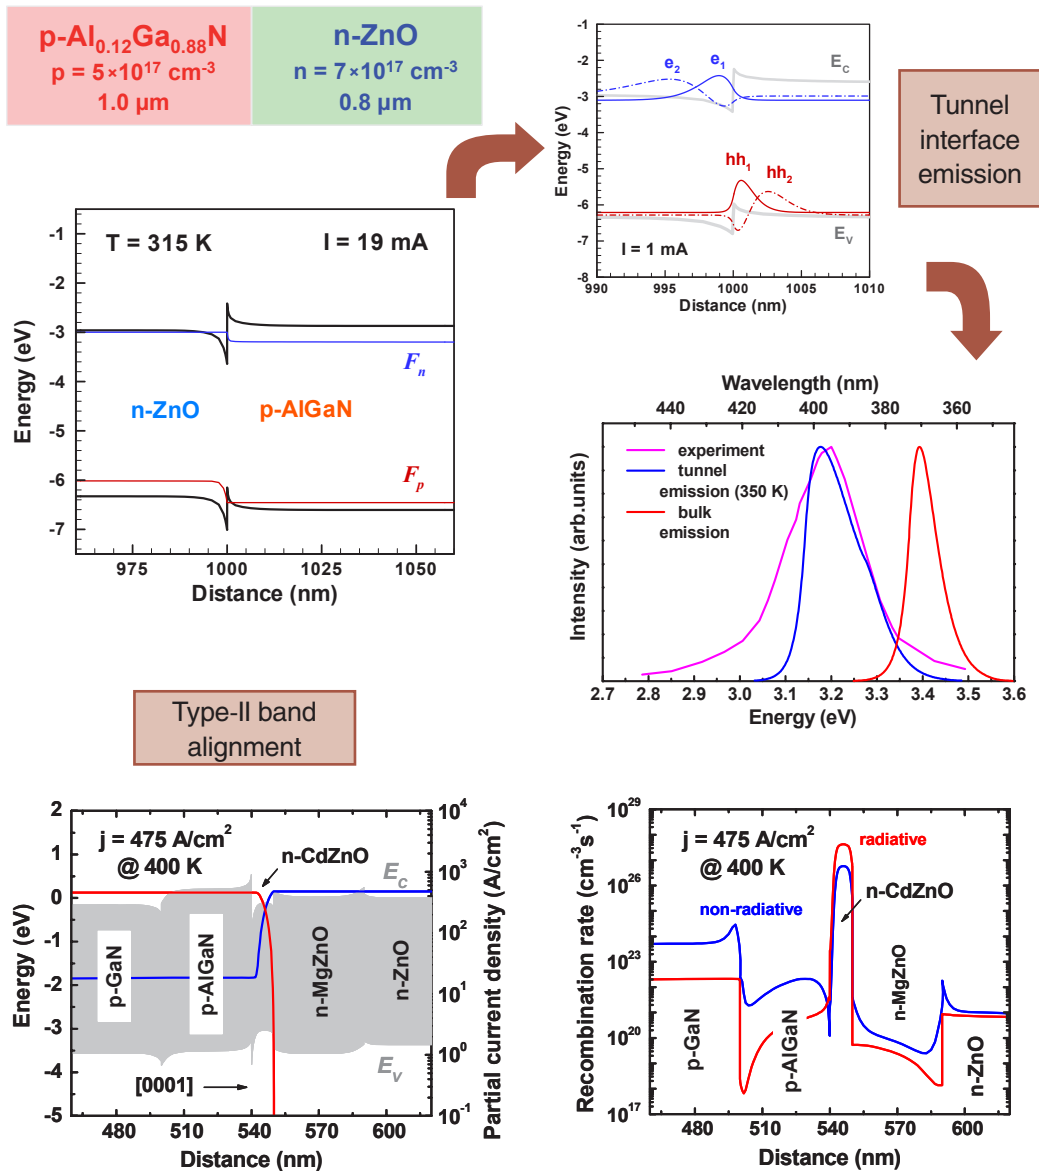 p-Al0.12Ga0.88N
p = 5×10^17 cm^-3
1.0 µm
n-ZnO
n = 7×10^17 cm^-3
0.8 µm
Tunnel
interface
emission
-1
-2
-3
-4
-5
-6
-7
-8
Energy (eV)
e2
e1
EC
hh1
hh2
EV
I = 1 mA
990
995
1000
1005
1010
Distance (nm)
-1
-2
-3
-4
-5
-6
-7
Energy (eV)
T = 315 K
I = 19 mA
Fn
n-ZnO
p-AlGaN
Fp
975
1000
1025
1050
Distance (nm)
Wavelength (nm)
440
420
400
380
360
experiment
tunnel
emission (350 K)
bulk
emission
Intensity (arb.units)
2.7
2.8
2.9
3.0
3.1
3.2
3.3
3.4
3.5
3.6
Energy (eV)
Type-II band
alignment
2
1
0
-1
-2
-3
-4
-5
Energy (eV)
j = 475 A/cm^2
@ 400 K
n-CdZnO
EC
p-GaN
p-AlGaN
n-MgZnO
n-ZnO
EV
[0001]
10^4
10^3
10^2
10^1
10^0
10^-1
Partial current density (A/cm^2)
480
510
540
570
600
Distance (nm)
10^29
10^26
10^23
10^20
10^17
Recombination rate (cm^-3s^-1)
j = 475 A/cm^2
@ 400 K
radiative
n-CdZnO
non-radiative
p-GaN
p-AlGaN
n-MgZnO
n-ZnO
480
510
540
570
600
Distance (nm)